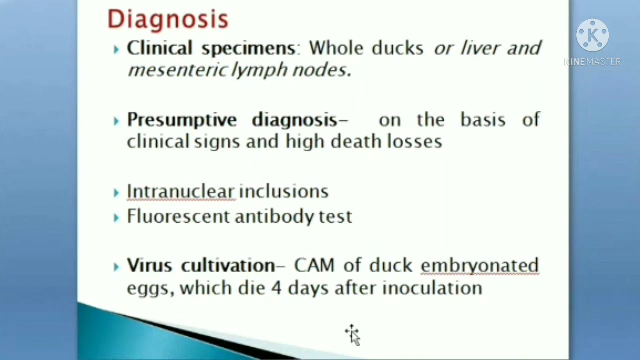 Diagnosis
Clinical specimens: Whole ducks or liver and
mesenteric lymph nodes.
KINEMASTER
Presumptive diagnosis– on the basis of
clinical signs and high death losses
Intranuclear inclusions
Fluorescent antibody test
Virus cultivation– CAM of duck embryonated
eggs, which die 4 days after inoculation